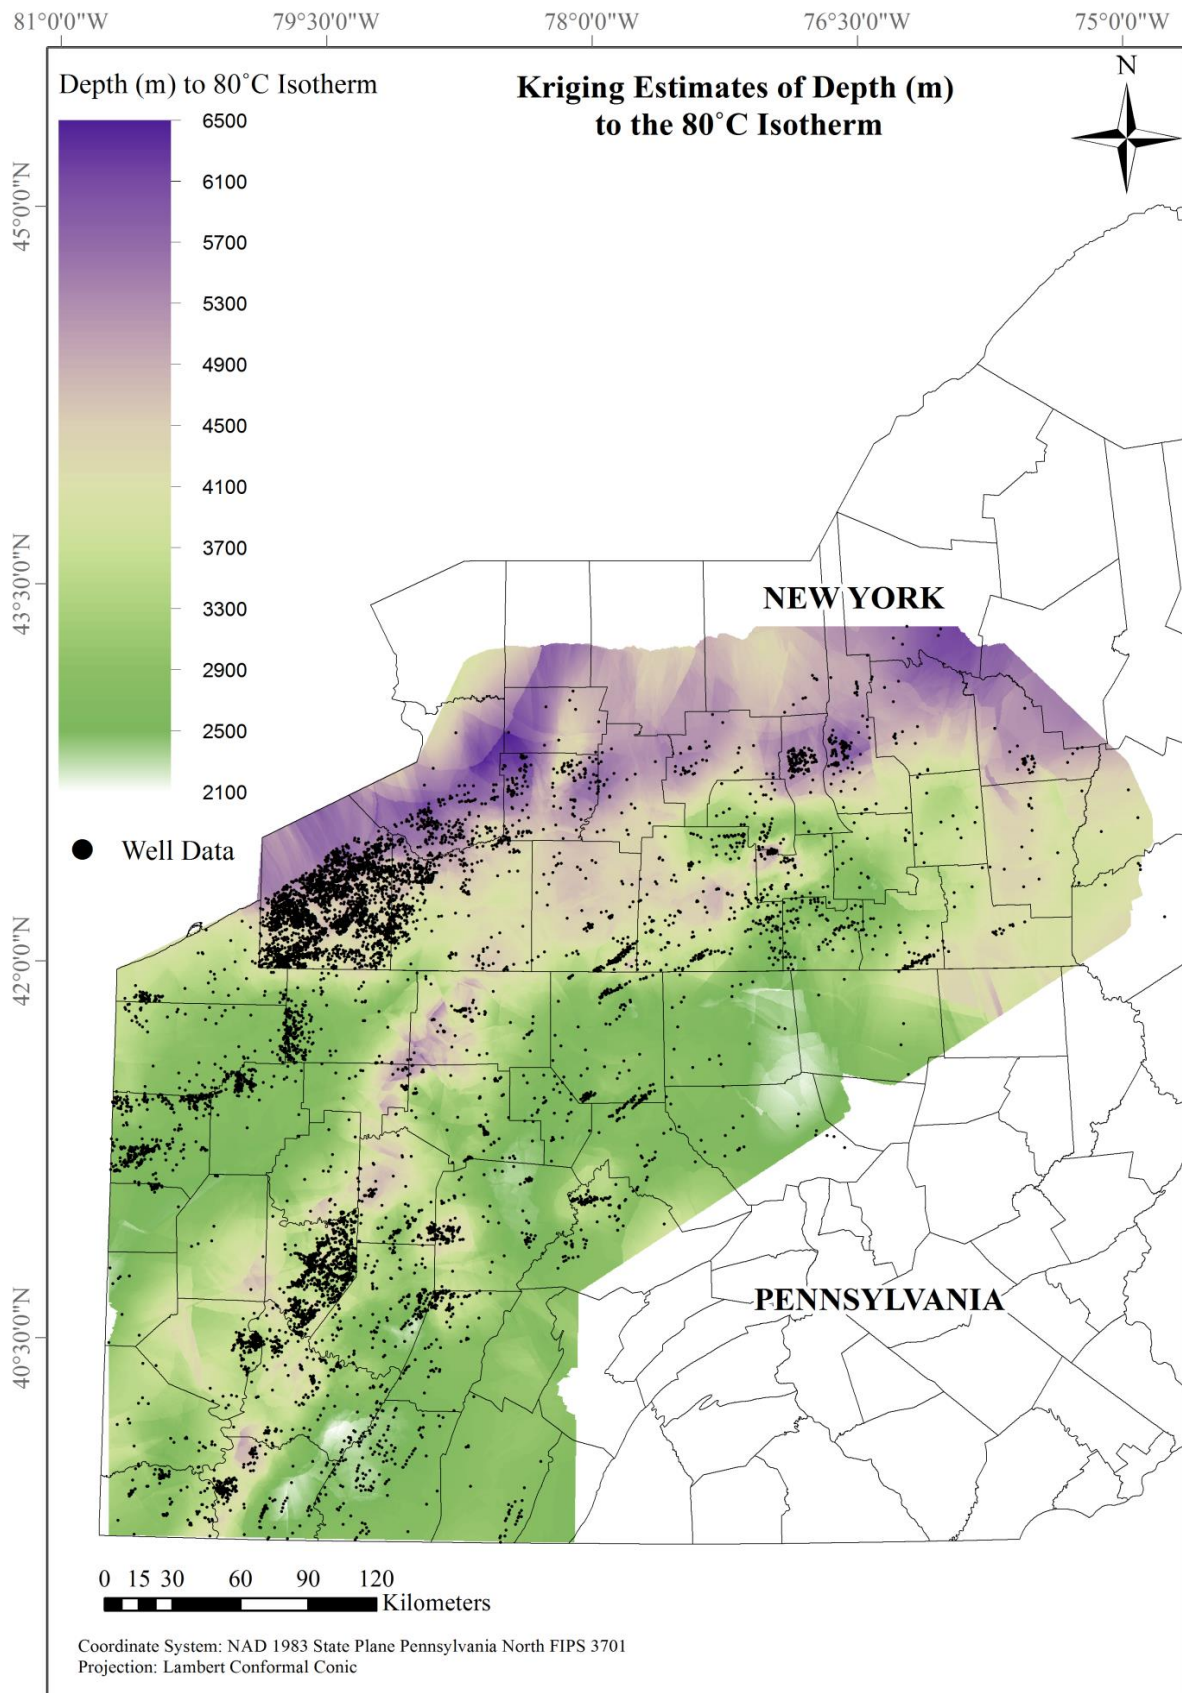 81°0'0"W 79°30'0"W 78°0'0"W 76°30'0"W 75°0'0"W
Depth (m) to 80°C Isotherm
Kriging Estimates of Depth (m)
to the 80°C Isotherm
N
6500
6100
5700
5300
4900
4500
4100
3700
3300
2900
2500
2100
Well Data
45°0'0"N
43°30'0"N
42°0'0"N
40°30'0"N
NEW YORK
PENNSYLVANIA
0 15 30 60 90 120
Kilometers
Coordinate System: NAD 1983 State Plane Pennsylvania North FIPS 3701
Projection: Lambert Conformal Conic